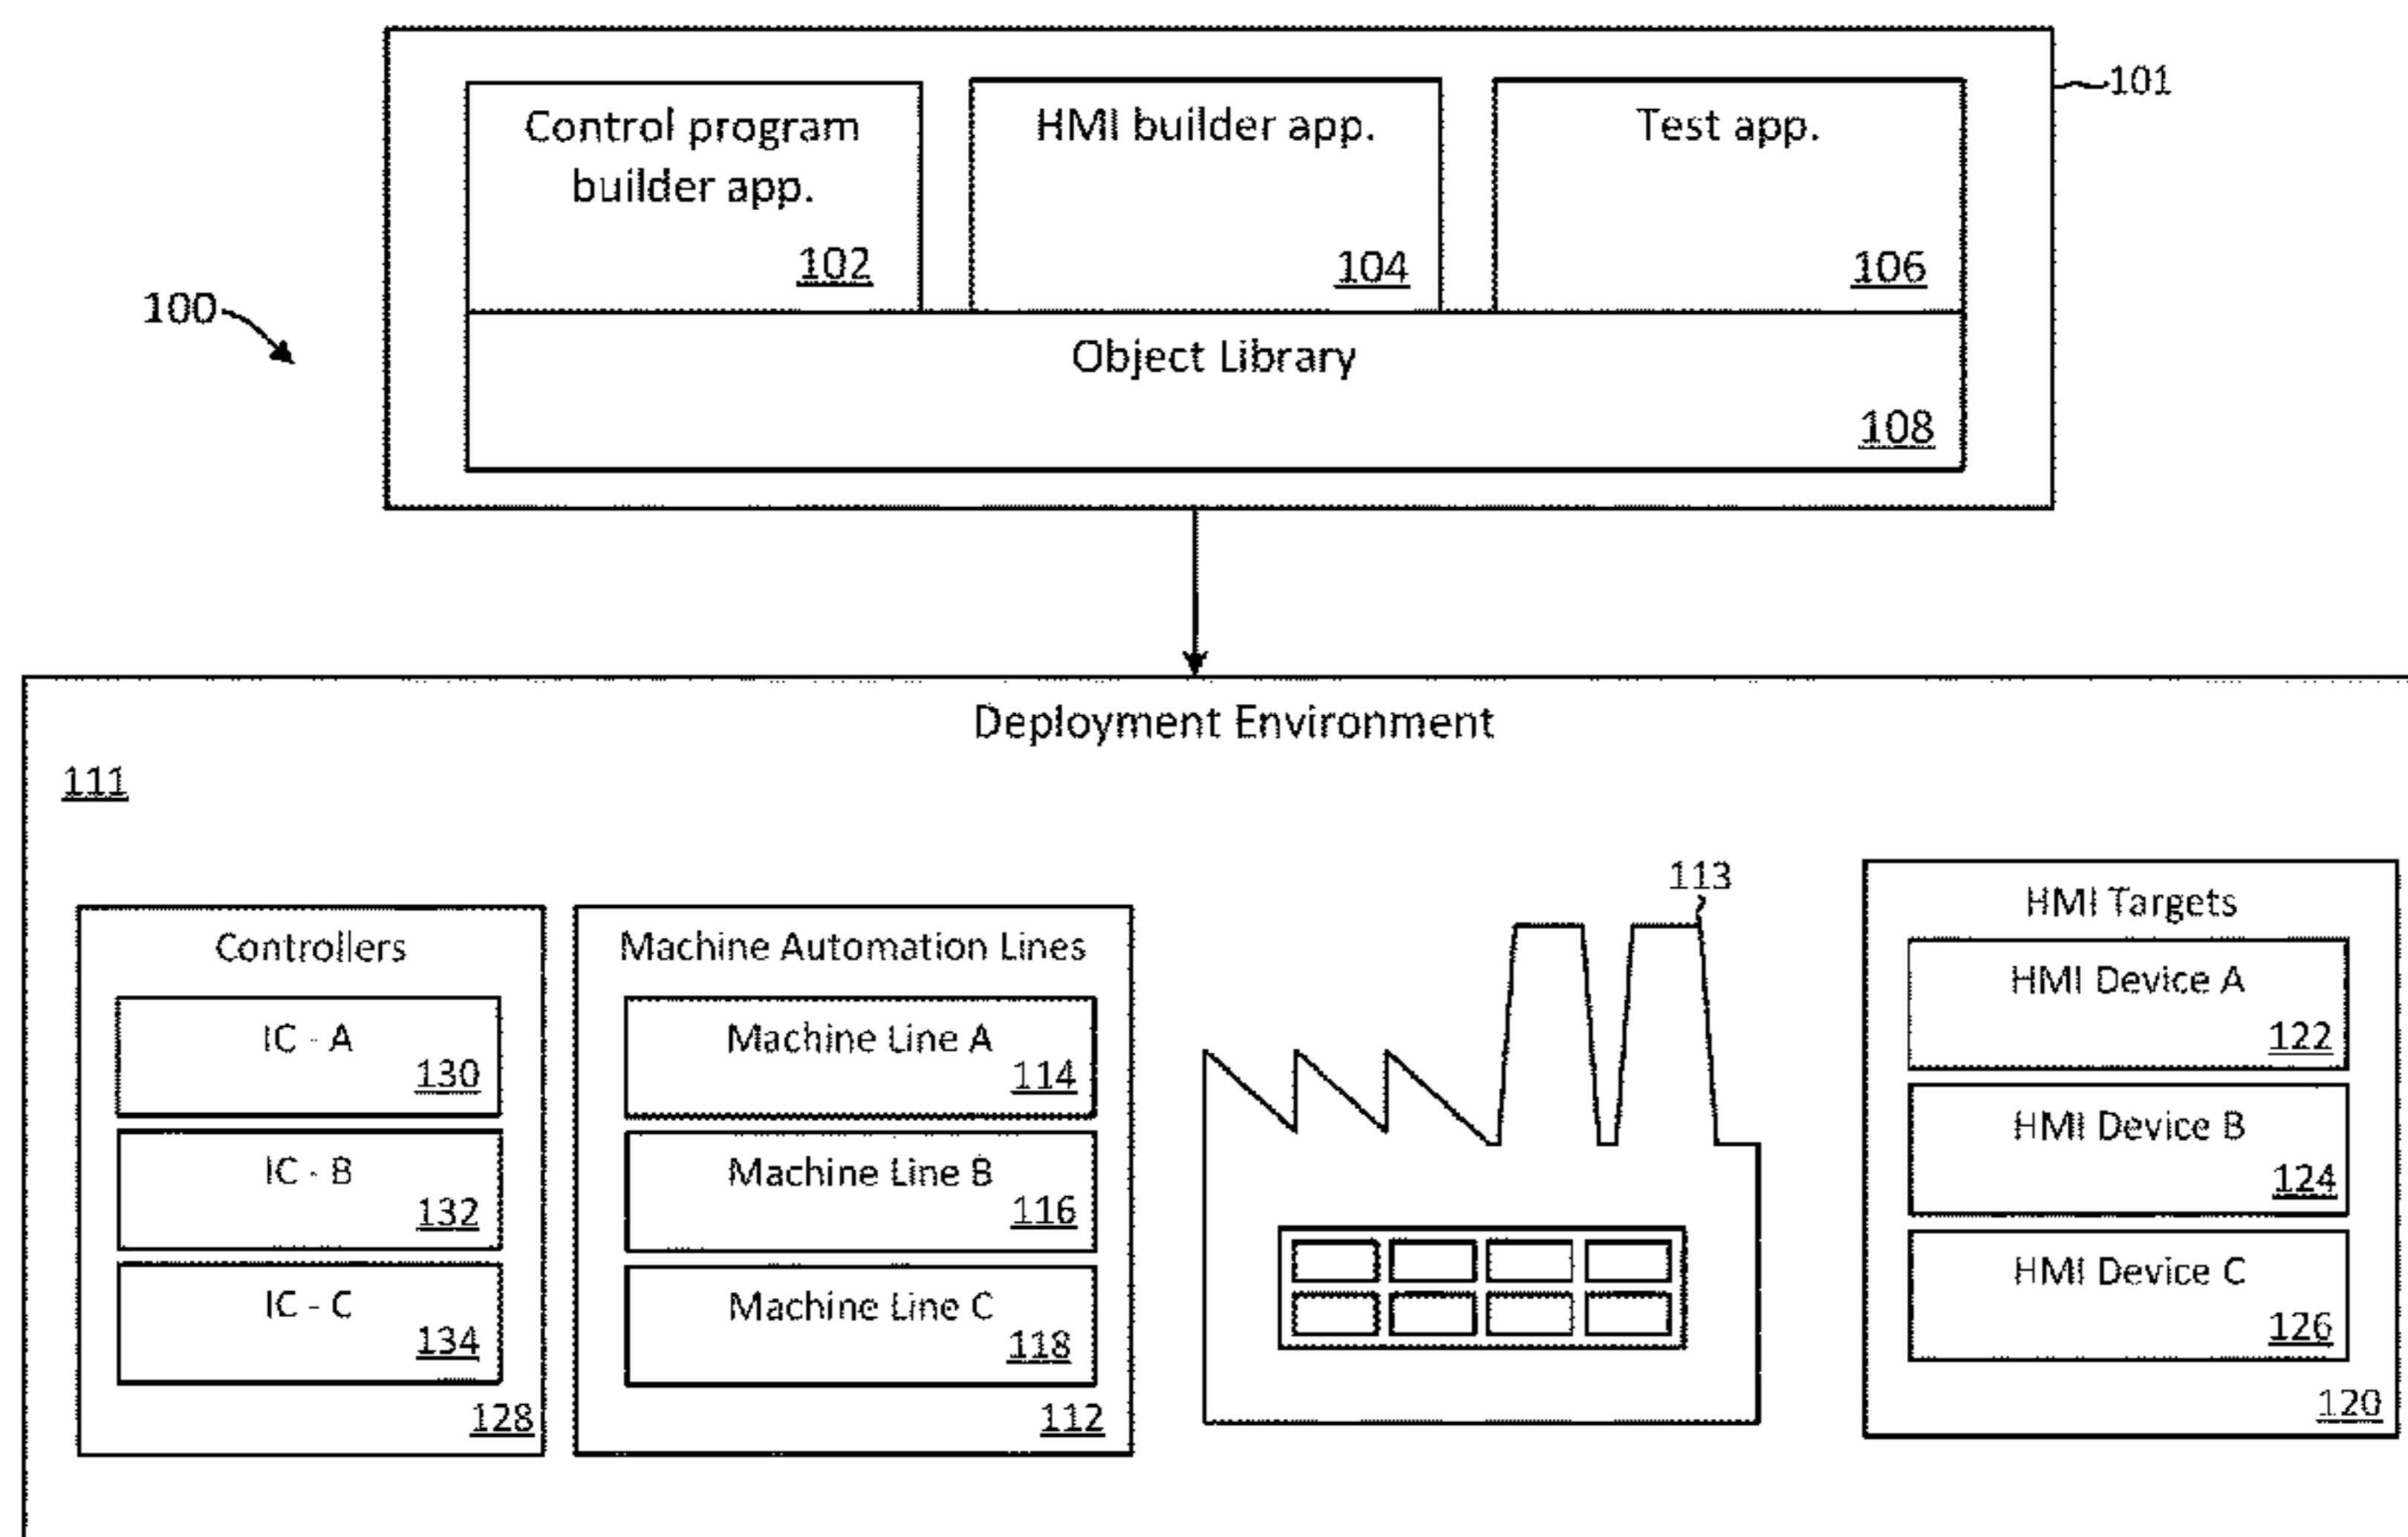 101
Control program
builder app.
102
HMI builder app.
104
Test app.
106
100
Object Library
108
Deployment Environment
111
Controllers
IC - A
130
IC - B
132
IC - C
134
128
Machine Automation Lines
Machine Line A
114
Machine Line B
116
Machine Line C
118
112
113
HMI Targets
HMI Device A
122
HMI Device B
124
HMI Device C
126
120